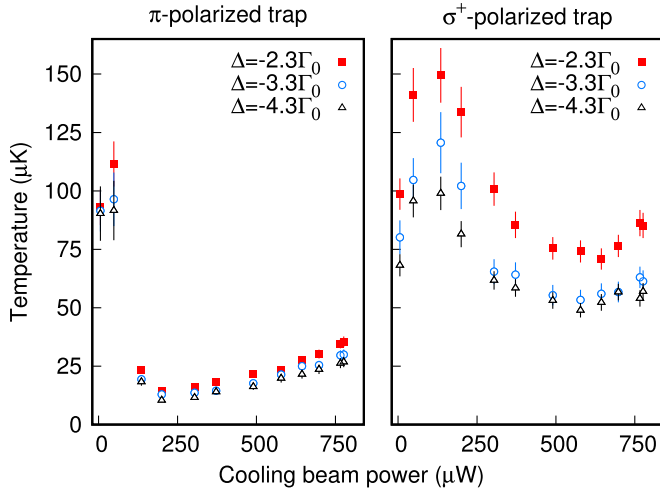 π-polarized trap
σ⁺-polarized trap
Δ=-2.3Γ₀
Δ=-3.3Γ₀
Δ=-4.3Γ₀
Δ=-2.3Γ₀
Δ=-3.3Γ₀
Δ=-4.3Γ₀
Temperature (μK)
150
125
100
75
50
25
0
0 250 500 750
0 250 500 750
Cooling beam power (μW)